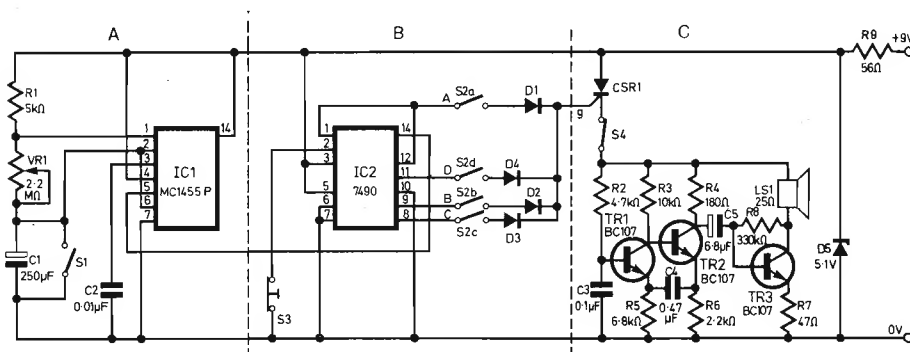 A
B
C
R1
5kΩ
VR1
2·2
MΩ
C1
250µF
S1
C2
0·01µF
1
2
3
4
5
6
7
14
IC1
MC1455P
S3
1
2
3
5
6
7
14
12
11
10
9
8
IC2
7490
A
S2a
D1
D
S2d
D4
B
S2b
D2
C
S2c
D3
g
CSR1
S4
R2
4·7kΩ
R3
10kΩ
R4
180Ω
TR1
BC107
C5
6·8µF
R8
330kΩ
LS1
25Ω
TR2
BC107
C4
0·47
µF
C3
0·1µF
R5
6·8kΩ
R6
2·2kΩ
TR3
BC107
R7
47Ω
D5
5·1V
R9
56Ω
+9V
0V